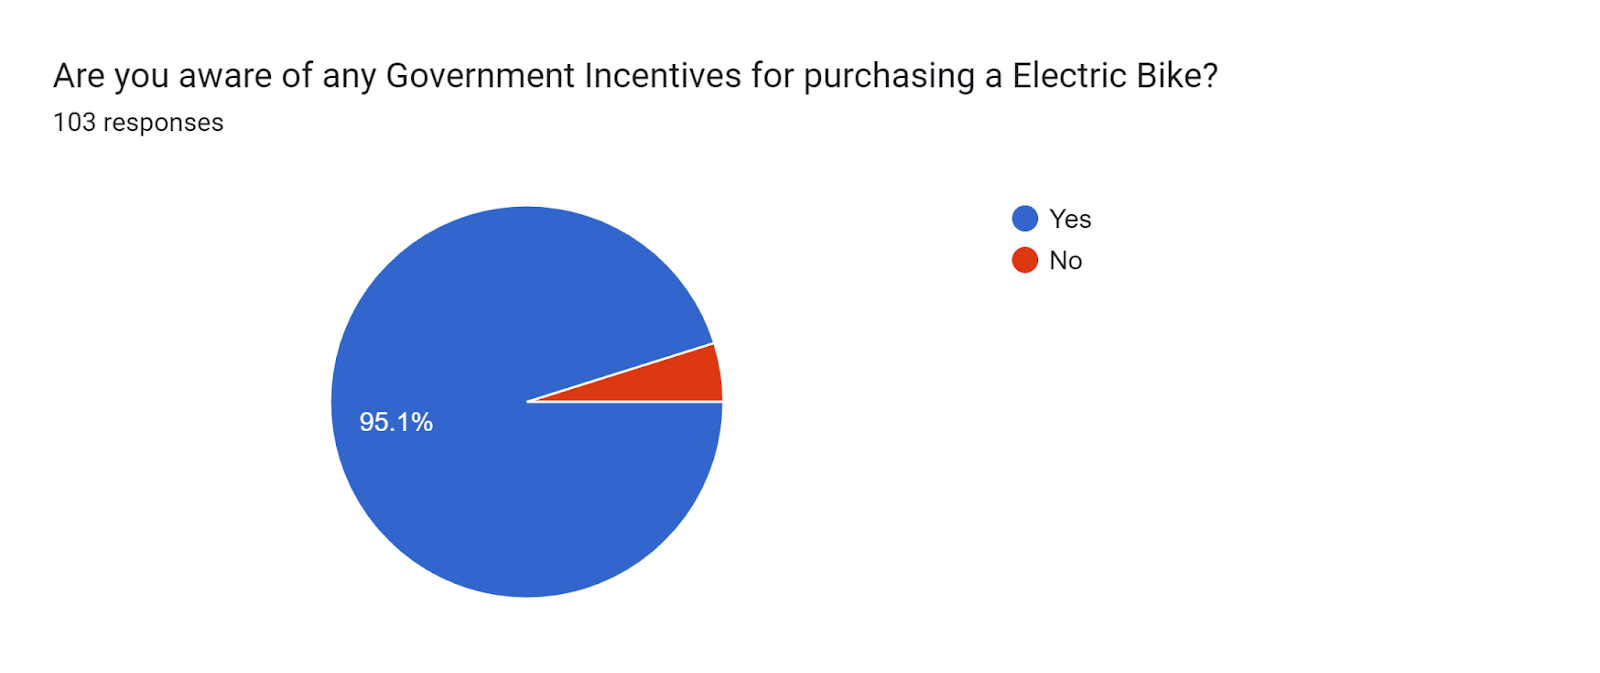 Are you aware of any Government Incentives for purchasing a Electric Bike?
103 responses
Yes
No
95.1%